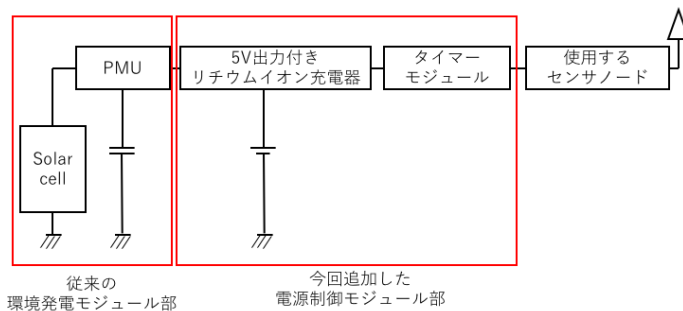 PMU
5V出力付き
リチウムイオン充電器
タイマー
モジュール
使用する
センサノード
Solar
cell
従来の
環境発電モジュール部
今回追加した
電源制御モジュール部